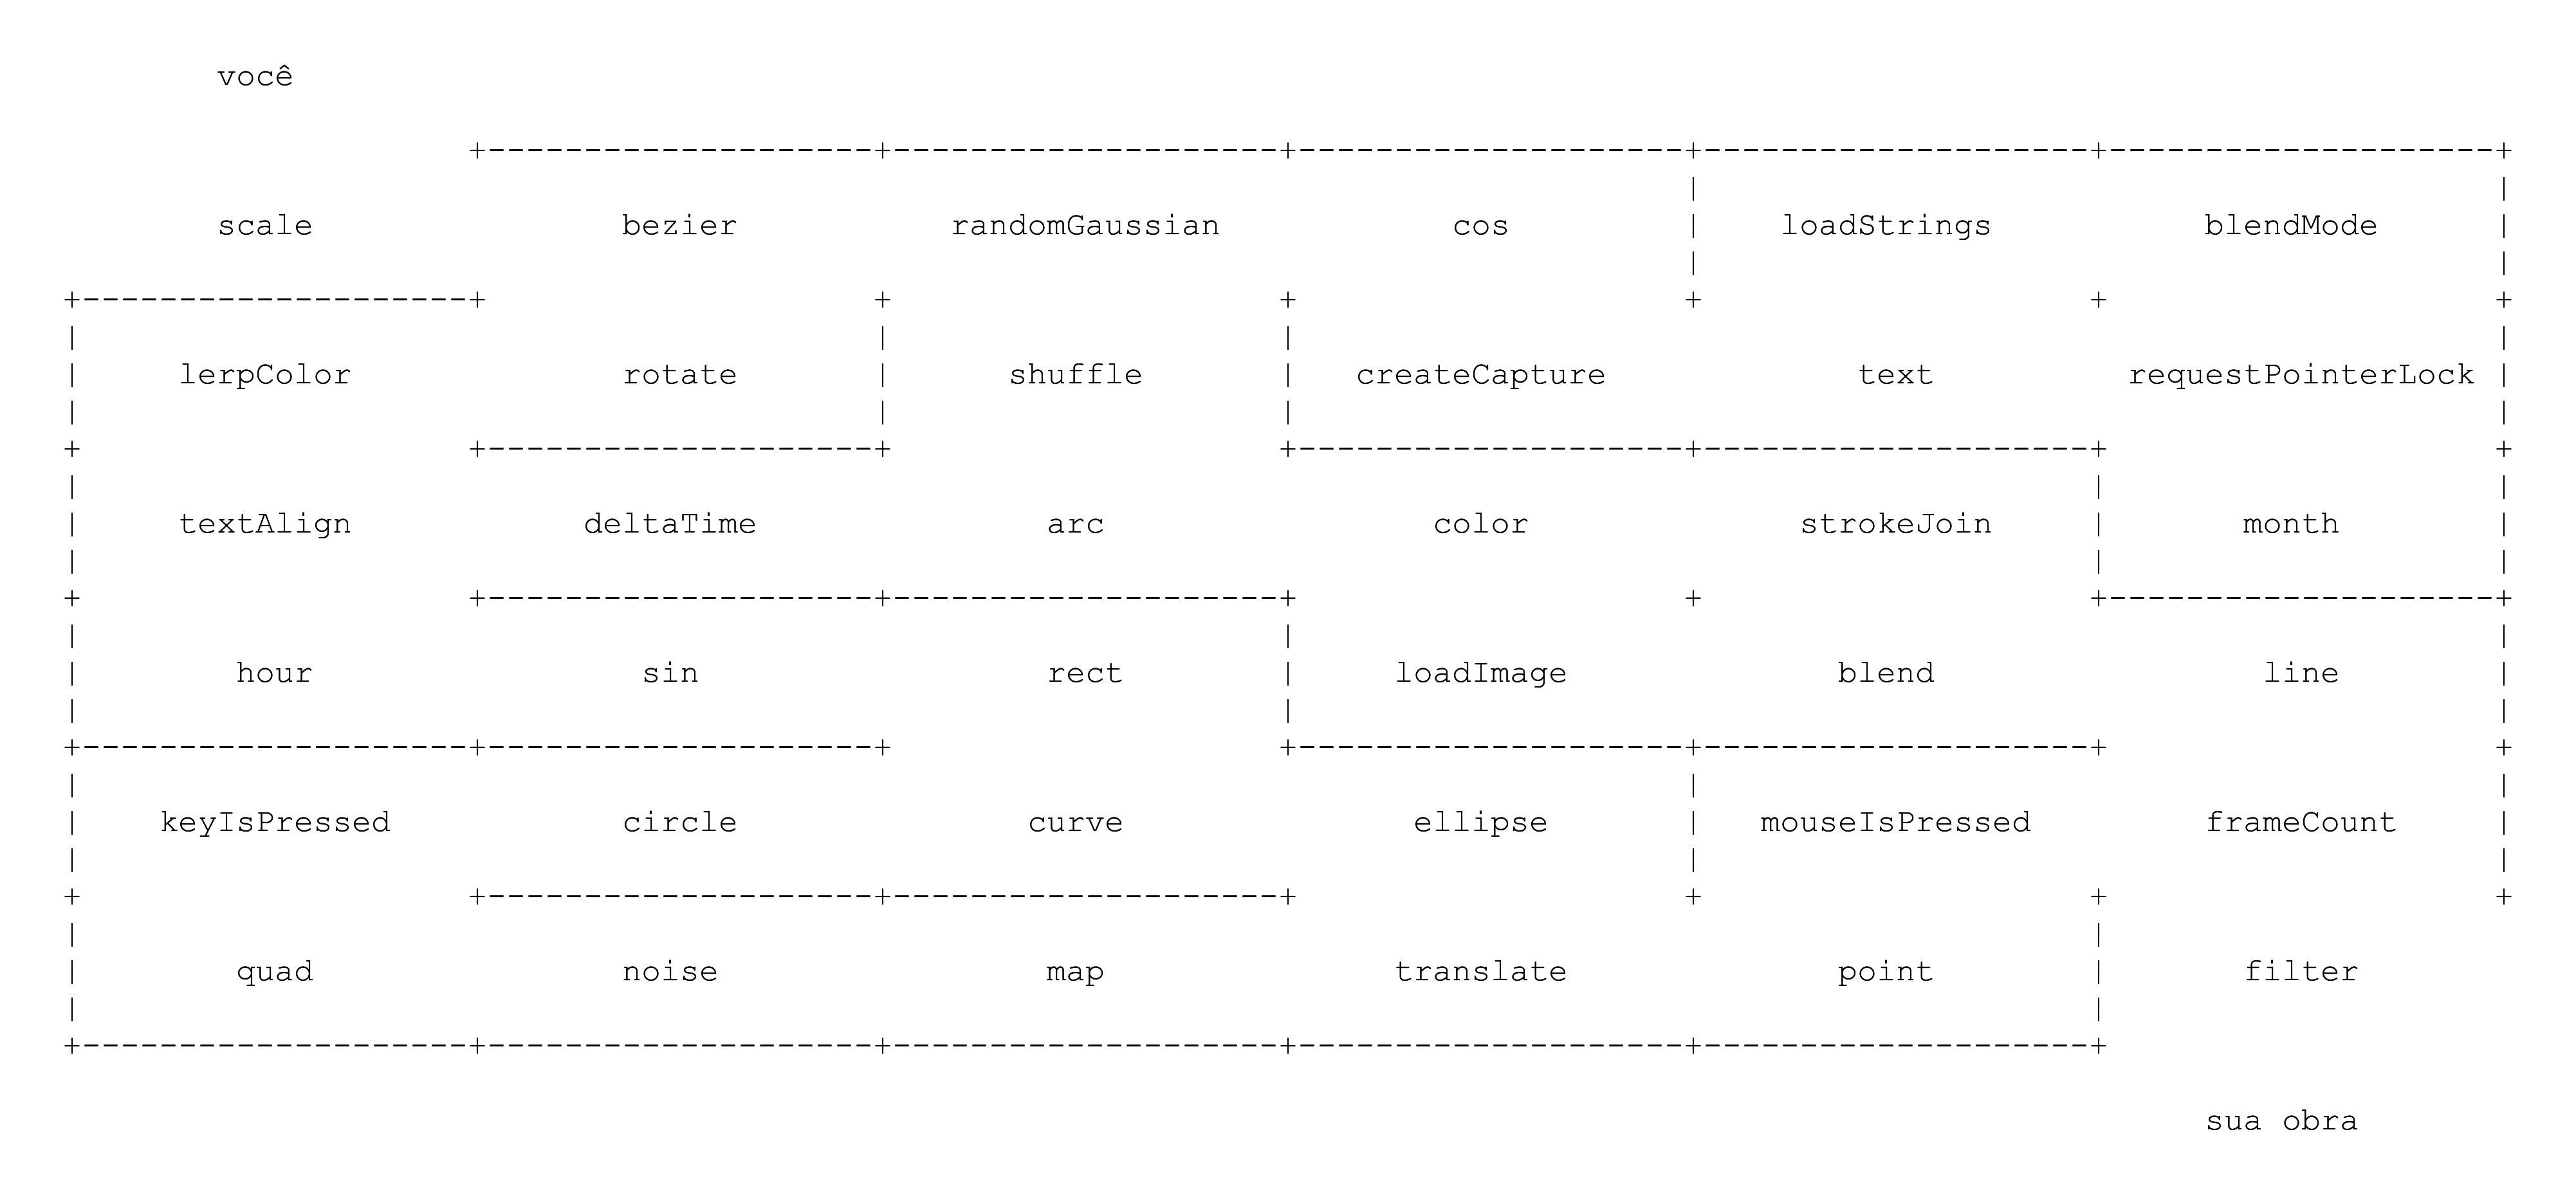 você
scale bezier randomGaussian cos loadStrings blendMode
lerpColor rotate shuffle createCapture text requestPointerLock
textAlign deltaTime arc color strokeJoin month
hour sin rect loadImage blend line
keyIsPressed circle curve ellipse mouseIsPressed frameCount
quad noise map translate point filter
sua obra